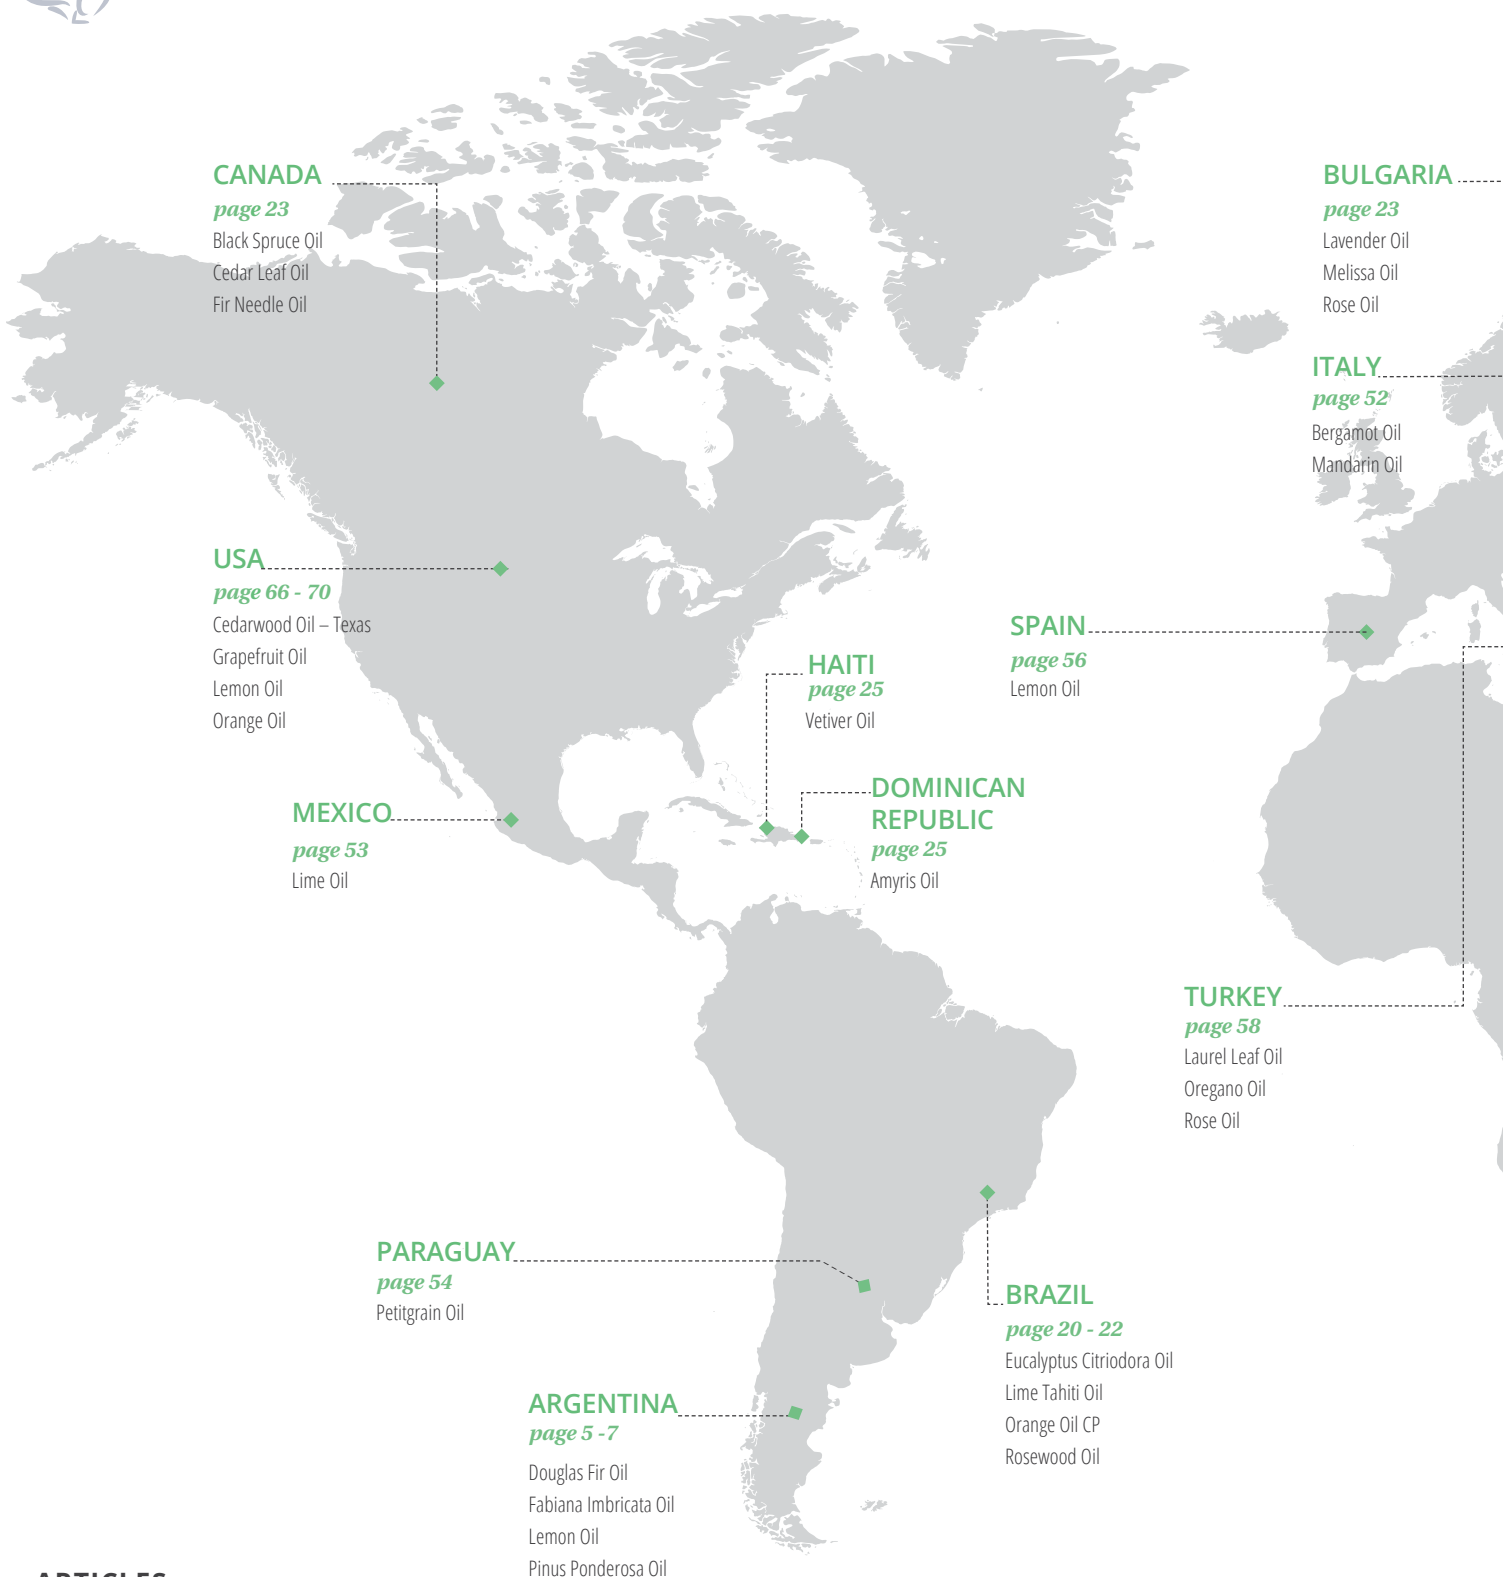 CANADA
page 23
Black Spruce Oil
Cedar Leaf Oil
Fir Needle Oil
BULGARIA
page 23
Lavender Oil
Melissa Oil
Rose Oil
ITALY
page 52
Bergamot Oil
Mandarin Oil
USA
page 66 - 70
Cedarwood Oil – Texas
Grapefruit Oil
Lemon Oil
Orange Oil
SPAIN
page 56
Lemon Oil
HAITI
page 25
Vetiver Oil
DOMINICAN
REPUBLIC
page 25
Amyris Oil
MEXICO
page 53
Lime Oil
TURKEY
page 58
Laurel Leaf Oil
Oregano Oil
Rose Oil
PARAGUAY
page 54
Petitgrain Oil
BRAZIL
page 20 - 22
Eucalyptus Citriodora Oil
Lime Tahiti Oil
Orange Oil CP
Rosewood Oil
ARGENTINA
page 5 -7
Douglas Fir Oil
Fabiana Imbricata Oil
Lemon Oil
Pinus Ponderosa Oil
ARTICLES